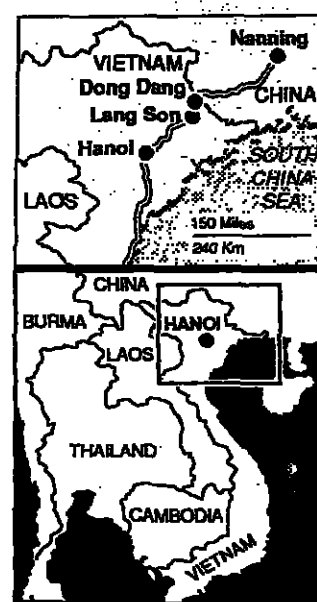 Nanning
VIETNAM
Dong Dang
CHINA
Lang Son
Hanoi
SOUTH
CHINA
SEA
LAOS
150 Miles
240 Km
CHINA
BURMA
HANOI
LAOS
THAILAND
CAMBODIA
VIETNAM